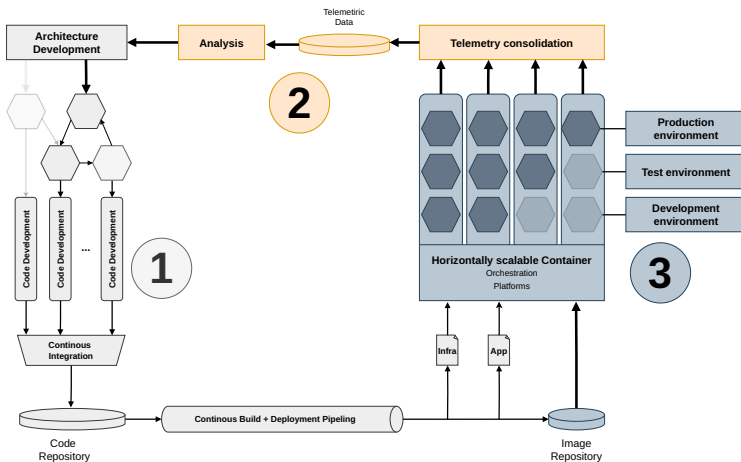 Telemetric
Data
Architecture
Development
Analysis
Telemetry consolidation
2
Production
environment
Test environment
Development
environment
Code Development
Code Development
...
Code Development
1
Horizontally scalable Container
Orchestration
Platforms
3
Continous
Integration
Infra
App
Continous Build + Deployment Pipeling
Code
Repository
Image
Repository